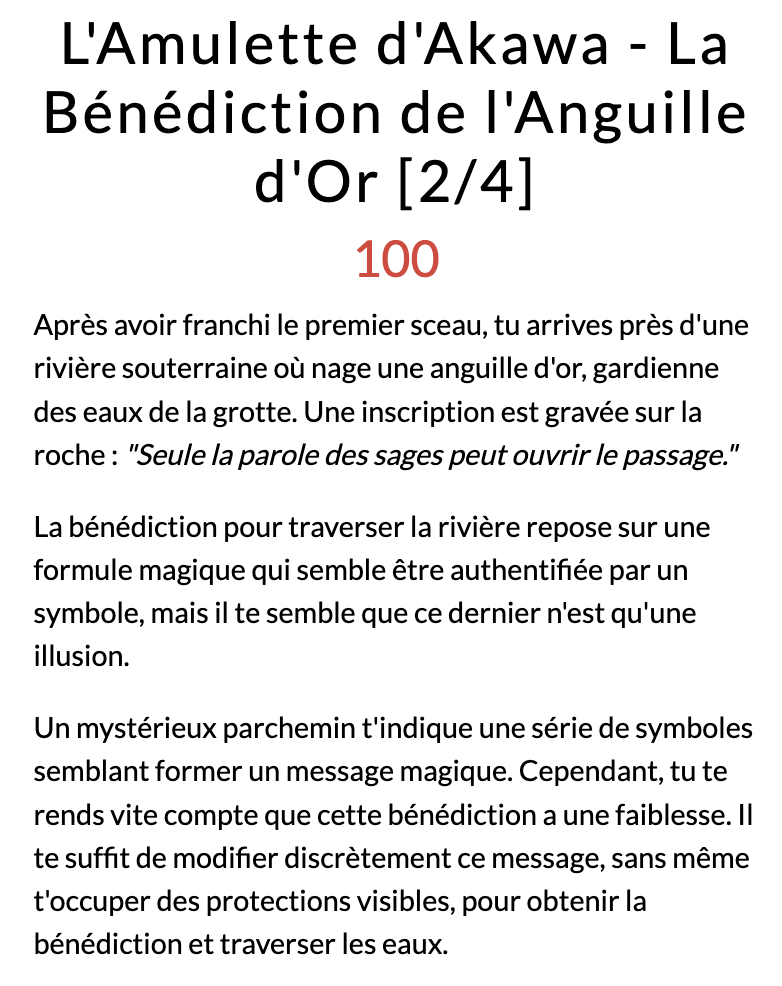 L'Amulette d'Akawa - La
Bénédiction de l'Anguille
d'Or [2/4]
100
Après avoir franchi le premier sceau, tu arrives près d'une
rivière souterraine où nage une anguille d'or, gardienne
des eaux de la grotte. Une inscription est gravée sur la
roche : "Seule la parole des sages peut ouvrir le passage."
La bénédiction pour traverser la rivière repose sur une
formule magique qui semble être authentifiée par un
symbole, mais il te semble que ce dernier n'est qu'une
illusion.
Un mystérieux parchemin t'indique une série de symboles
semblant former un message magique. Cependant, tu te
rends vite compte que cette bénédiction a une faiblesse. Il
te suffit de modifier discrètement ce message, sans même
t'occuper des protections visibles, pour obtenir la
bénédiction et traverser les eaux.